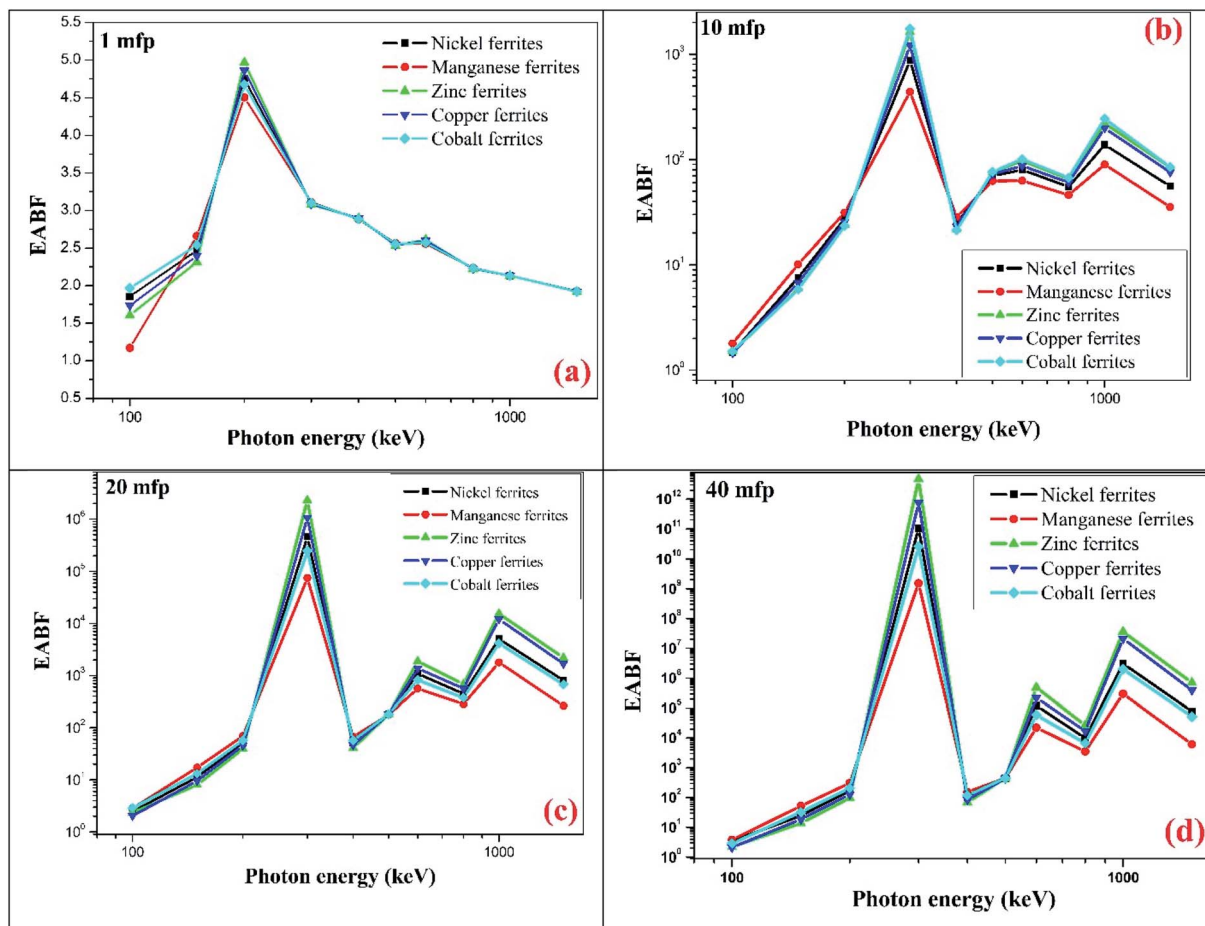 1 mfp
Nickel ferrites
Manganese ferrites
Zinc ferrites
Copper ferrites
Cobalt ferrites
5.5
5.0
4.5
4.0
3.5
3.0
2.5
2.0
1.5
1.0
0.5
EABF
100
1000
Photon energy (keV)
(a)
10 mfp
(b)
10³
10²
10¹
10⁰
EABF
Nickel ferrites
Manganese ferrites
Zinc ferrites
Copper ferrites
Cobalt ferrites
100
1000
Photon energy (keV)
20 mfp
Nickel ferrites
Manganese ferrites
Zinc ferrites
Copper ferrites
Cobalt ferrites
10⁶
10⁵
10⁴
10³
10²
10¹
10⁰
EABF
(c)
100
1000
Photon energy (keV)
40 mfp
Nickel ferrites
Manganese ferrites
Zinc ferrites
Copper ferrites
Cobalt ferrites
10¹²
10¹¹
10¹⁰
10⁹
10⁸
10⁷
10⁶
10⁵
10⁴
10³
10²
10¹
10⁰
EABF
(d)
100
1000
Photon energy (keV)